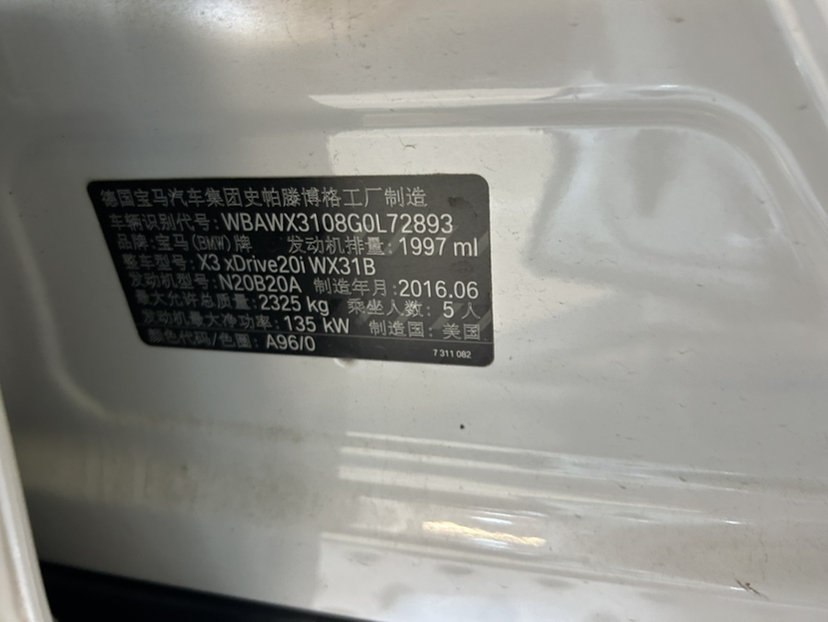 德国宝马汽车集团史帕滕博格工厂制造
车辆识别代号: WBAWX3108G0L72893
品牌: 宝马(BMW)牌 发动机排量: 1997 ml
整车型号: X3 xDrive20i WX31B
发动机型号: N20B20A 制造年月: 2016.06
最大允许总质量: 2325 kg 乘坐人数: 5 人
发动机最大净功率: 135 kW 制造国: 美国
颜色代码/色圈: A96/0
7 311 082